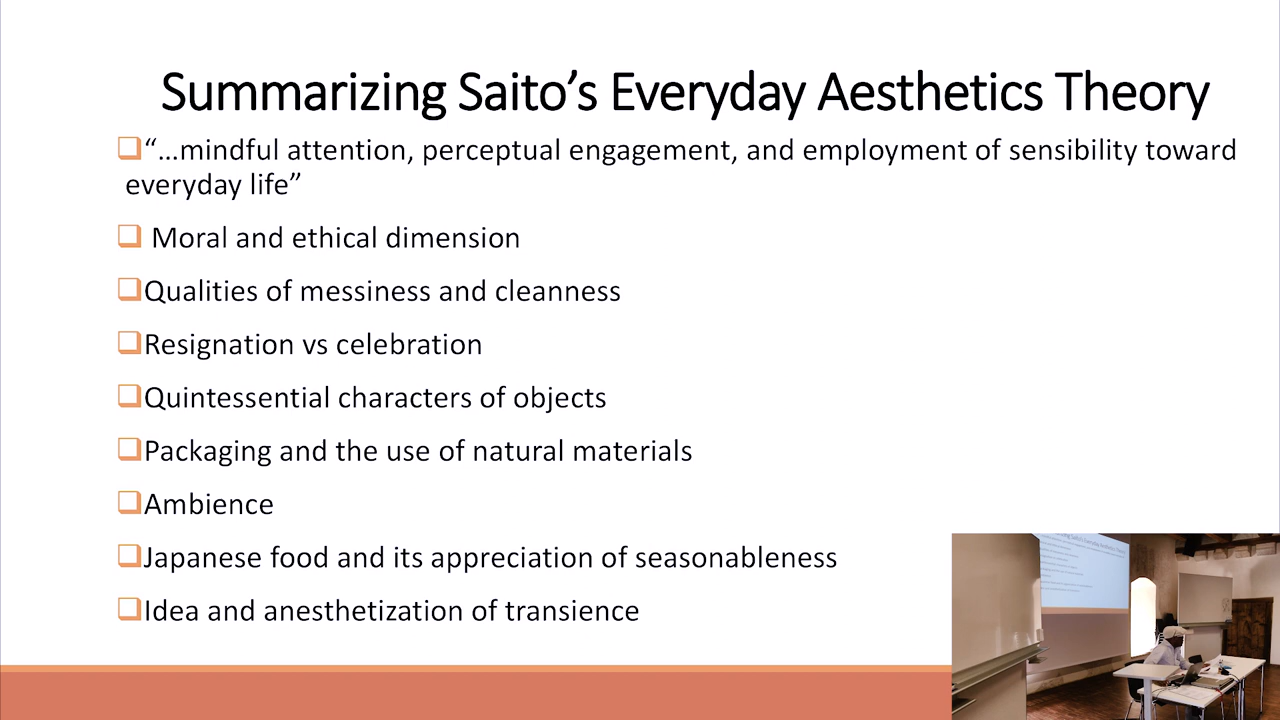 Summarizing Saito’s Everyday Aesthetics Theory
“…mindful attention, perceptual engagement, and employment of sensibility toward
everyday life”
Moral and ethical dimension
Qualities of messiness and cleanness
Resignation vs celebration
Quintessential characters of objects
Packaging and the use of natural materials
Ambience
Japanese food and its appreciation of seasonableness
Idea and anesthetization of transience